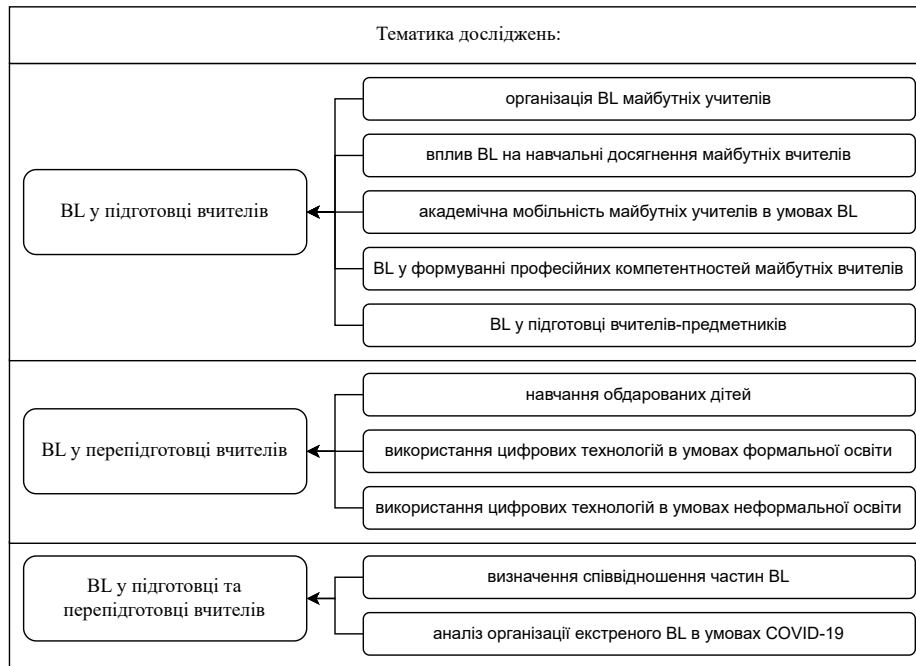 Тематика досліджень:
BL у підготовці вчителів
організація BL майбутніх учителів
вплив BL на навчальні досягнення майбутніх вчителів
академічна мобільність майбутніх учителів в умовах BL
BL у формуванні професійних компетентностей майбутніх вчителів
BL у підготовці вчителів-предметників
BL у перепідготовці вчителів
навчання обдарованих дітей
використання цифрових технологій в умовах формальної освіти
використання цифрових технологій в умовах неформальної освіти
BL у підготовці та
перепідготовці вчителів
визначення співвідношення частин BL
аналіз організації екстреного BL в умовах COVID-19